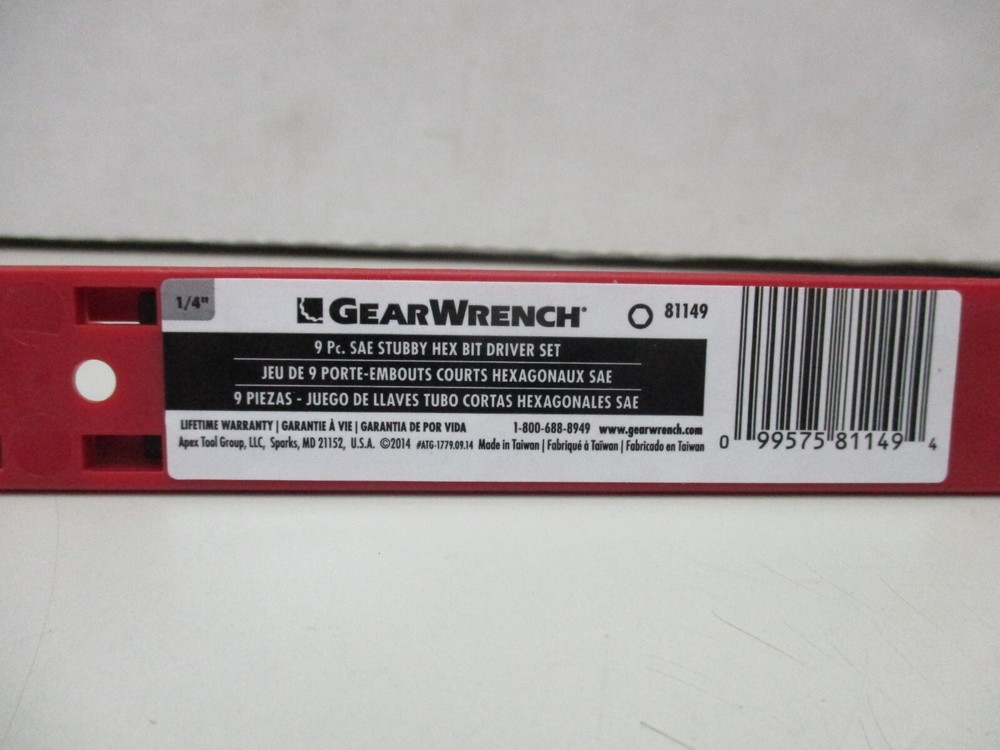 1/4"
GEARWRENCH® 81149
9 Pc. SAE STUBBY HEX BIT DRIVER SET
JEU DE 9 PORTE-EMBOUTS COURTS HEXAGONAUX SAE
9 PIEZAS - JUEGO DE LLAVES TUBO CORTAS HEXAGONALES SAE
LIFETIME WARRANTY | GARANTIE À VIE | GARANTIA DE POR VIDA 1-800-688-8949 www.gearwrench.com
Apex Tool Group, LLC, Sparks, MD 21152, U.S.A. ©2014 #ATG-1779.09.14 Made in Taiwan | Fabriqué à Taïwan | Fabricado en Taiwán
0 99575 81149 4